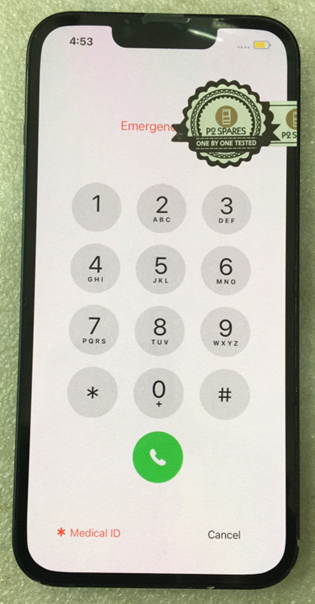 4:53
Emergenc
P2 SPARES
ONE BY ONE TESTED
P2 S
1
2
ABC
3
DEF
4
GHI
5
JKL
6
MNO
7
PQRS
8
TUV
9
WXYZ
*
0
+
#
* Medical ID
Cancel